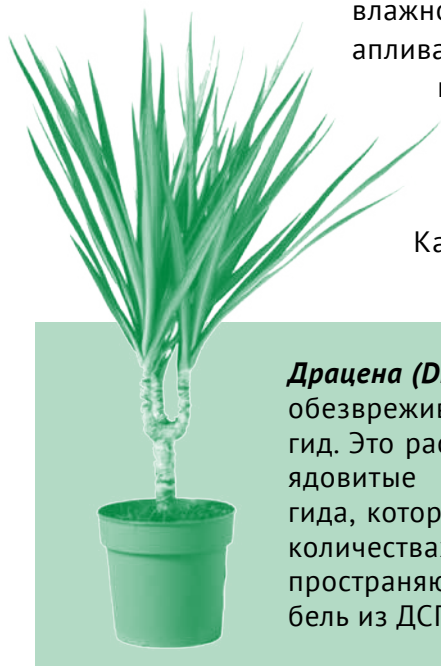 влажно
аплива
Ка
Драцена (D
обезврежив
гид. Это рас
ядовитые
гида, котор
количества
пространяю
бель из ДСП